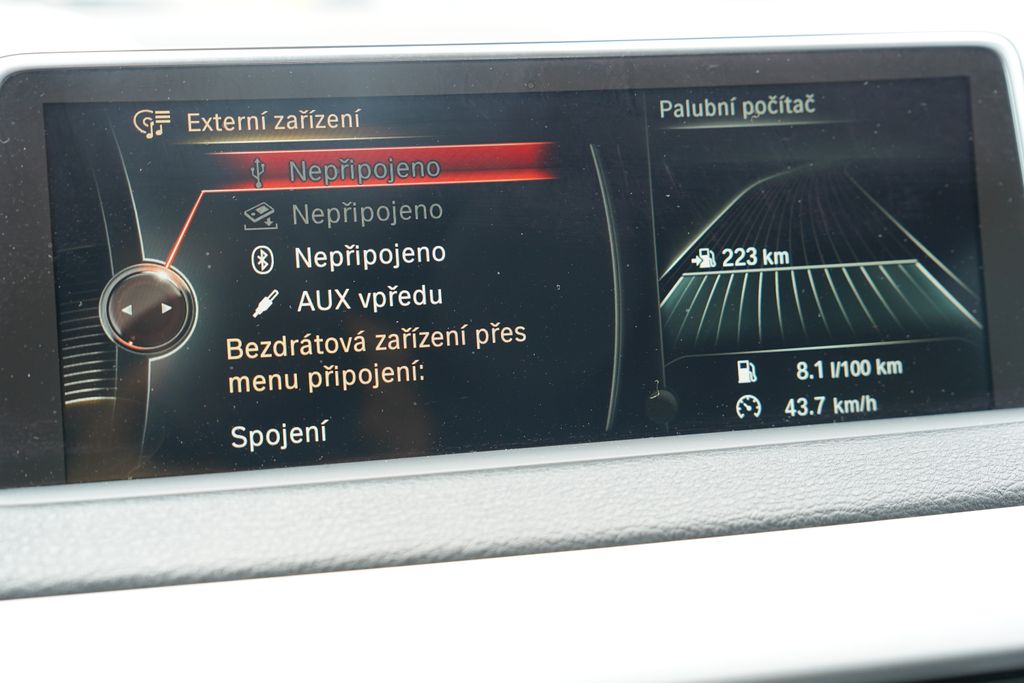 Externí zařízení
Nepřipojeno
Nepřipojeno
Nepřipojeno
AUX vpředu
Bezdrátová zařízení přes
menu připojení:
Spojení
Palubní počítač
223 km
8.1 l/100 km
43.7 km/h